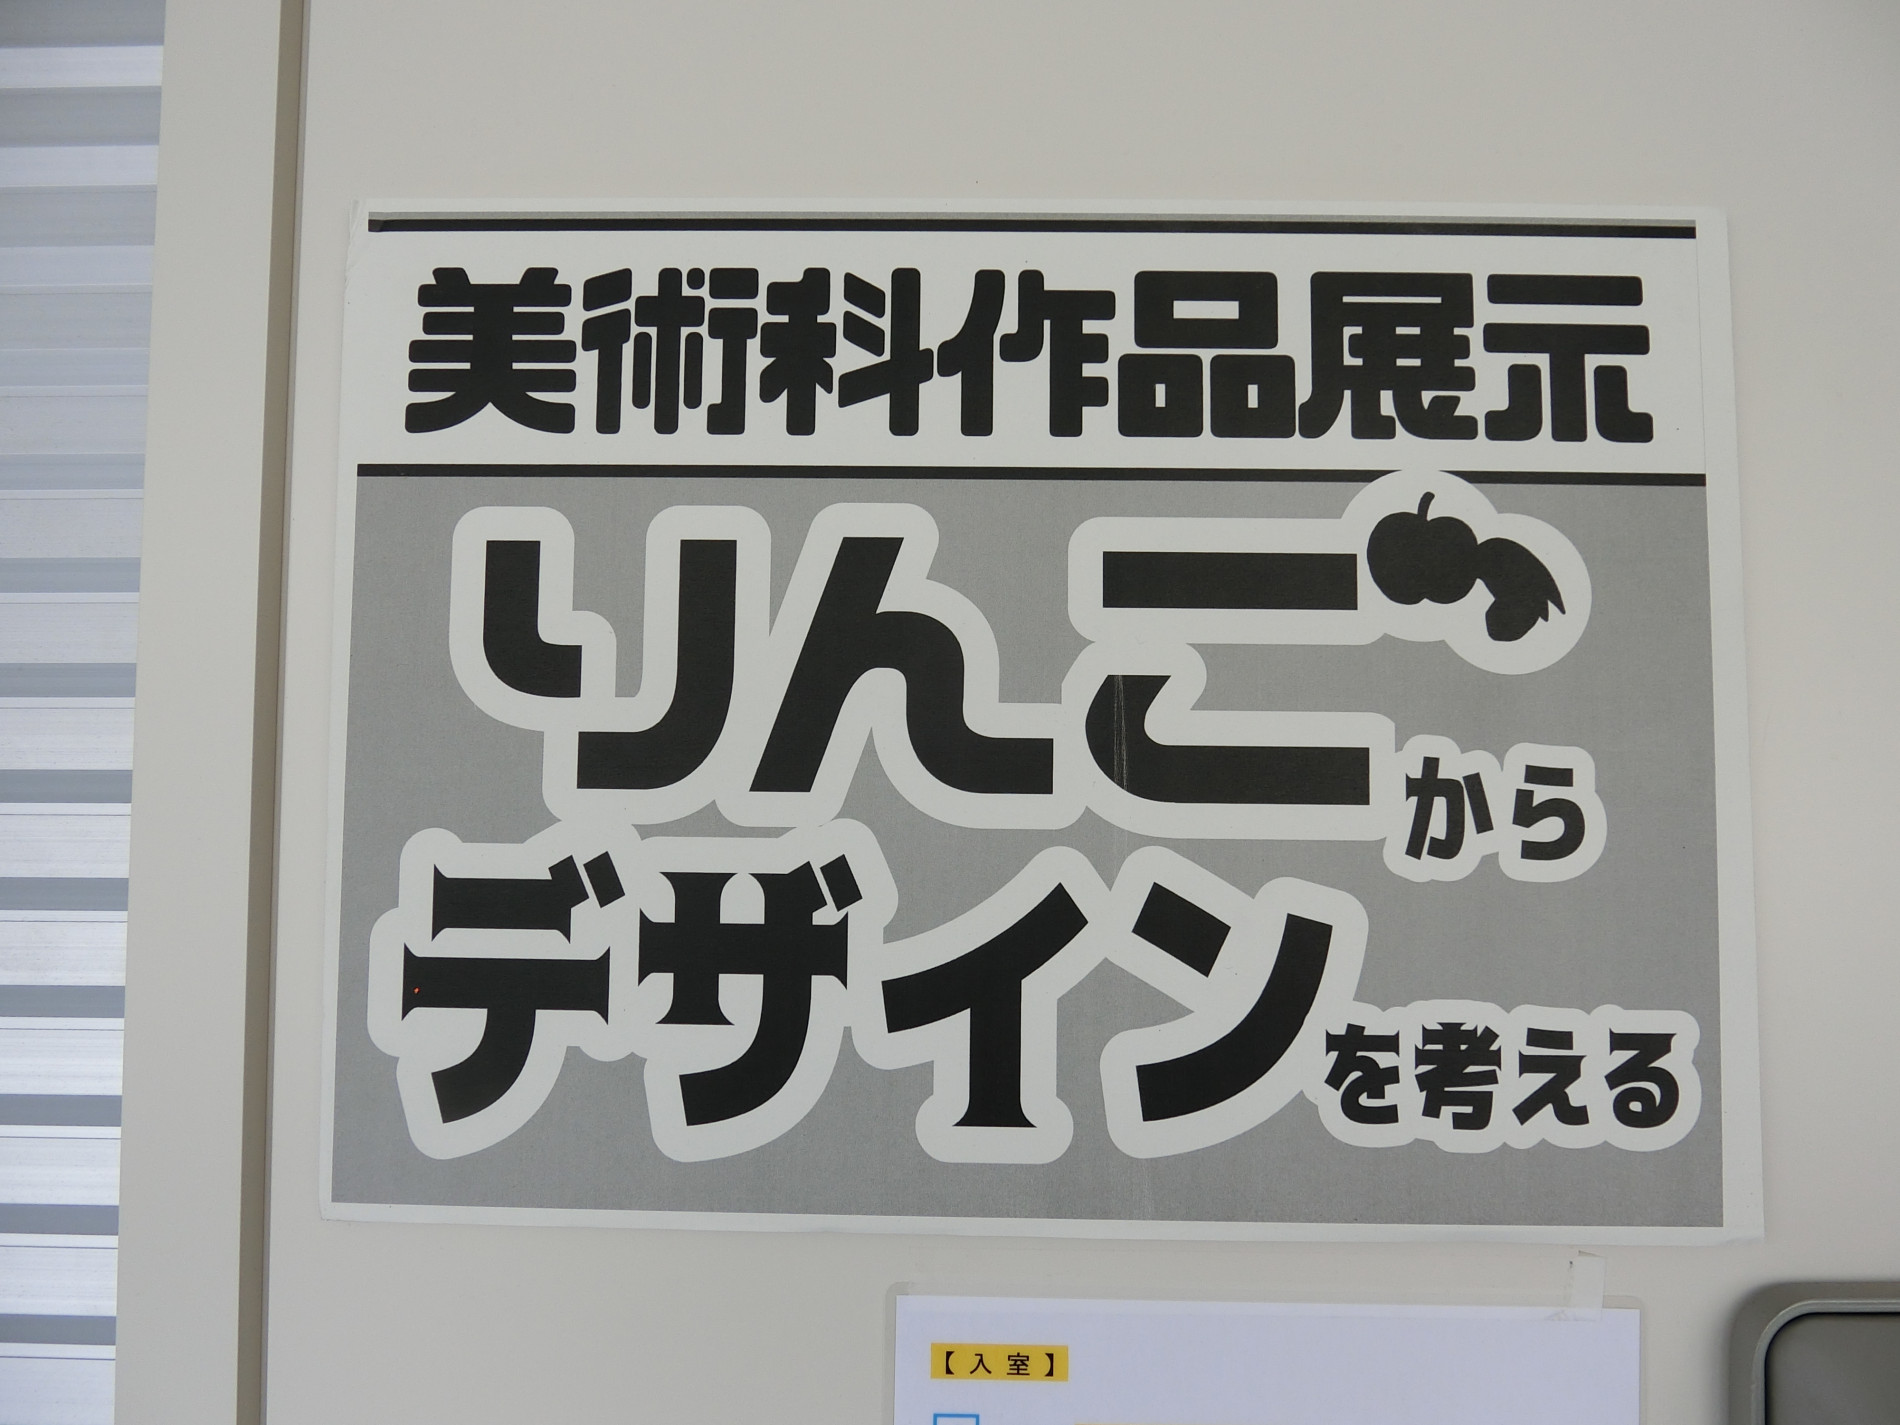 美術科作品展示
りんごから
デザインを考える
【入室】